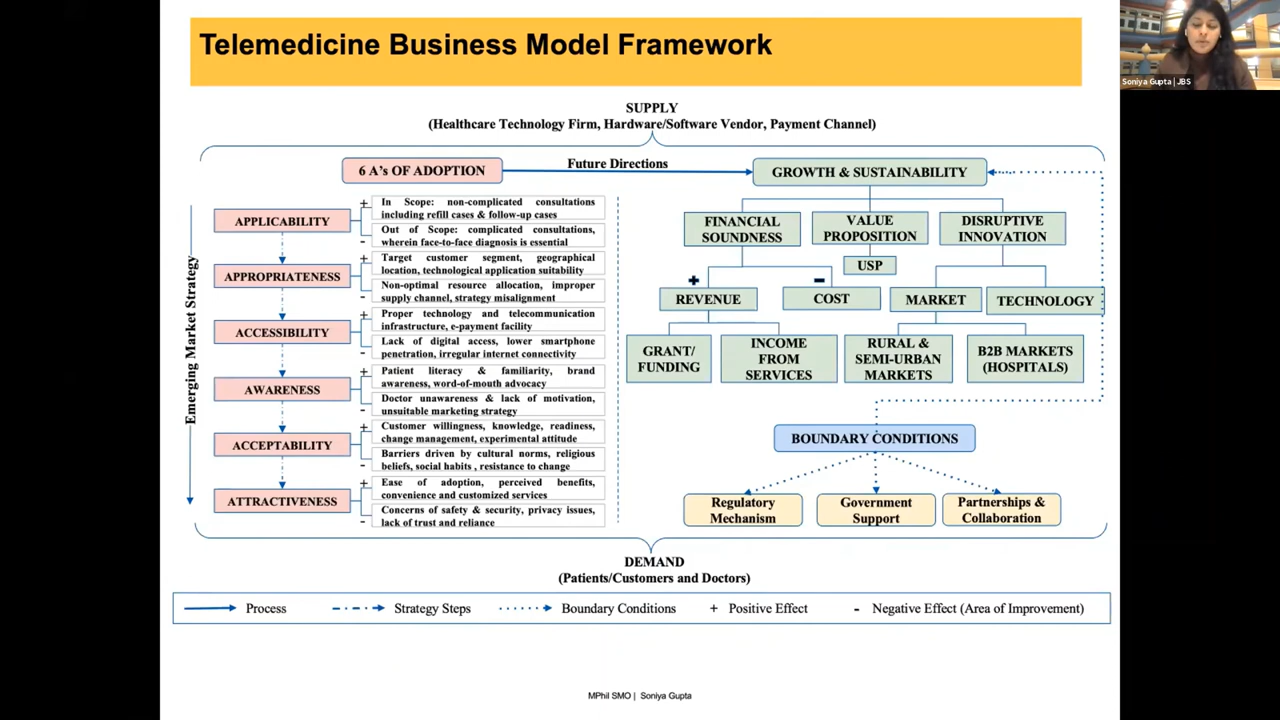 Telemedicine Business Model Framework
Soniya Gupta | JBS
SUPPLY
(Healthcare Technology Firm, Hardware/Software Vendor, Payment Channel)
6 A's OF ADOPTION
Future Directions
GROWTH & SUSTAINABILITY
Emerging Market Strategy
APPLICABILITY
+ In Scope: non-complicated consultations
including refill cases & follow-up cases
- Out of Scope: complicated consultations,
wherein face-to-face diagnosis is essential
APPROPRIATENESS
+ Target customer segment, geographical
location, technological application suitability
- Non-optimal resource allocation, improper
supply channel, strategy misalignment
ACCESSIBILITY
+ Proper technology and telecommunication
infrastructure, e-payment facility
- Lack of digital access, lower smartphone
penetration, irregular internet connectivity
AWARENESS
+ Patient literacy & familiarity, brand
awareness, word-of-mouth advocacy
- Doctor unawareness & lack of motivation,
unsuitable marketing strategy
ACCEPTABILITY
+ Customer willingness, knowledge, readiness,
change management, experimental attitude
- Barriers driven by cultural norms, religious
beliefs, social habits , resistance to change
ATTRACTIVENESS
+ Ease of adoption, perceived benefits,
convenience and customized services
- Concerns of safety & security, privacy issues,
lack of trust and reliance
FINANCIAL
SOUNDNESS
VALUE
PROPOSITION
DISRUPTIVE
INNOVATION
USP
+
REVENUE
−
COST
MARKET
TECHNOLOGY
GRANT/
FUNDING
INCOME
FROM
SERVICES
RURAL &
SEMI-URBAN
MARKETS
B2B MARKETS
(HOSPITALS)
BOUNDARY CONDITIONS
Regulatory
Mechanism
Government
Support
Partnerships &
Collaboration
DEMAND
(Patients/Customers and Doctors)
Process
Strategy Steps
Boundary Conditions
+ Positive Effect
- Negative Effect (Area of Improvement)
MPhil SMO | Soniya Gupta